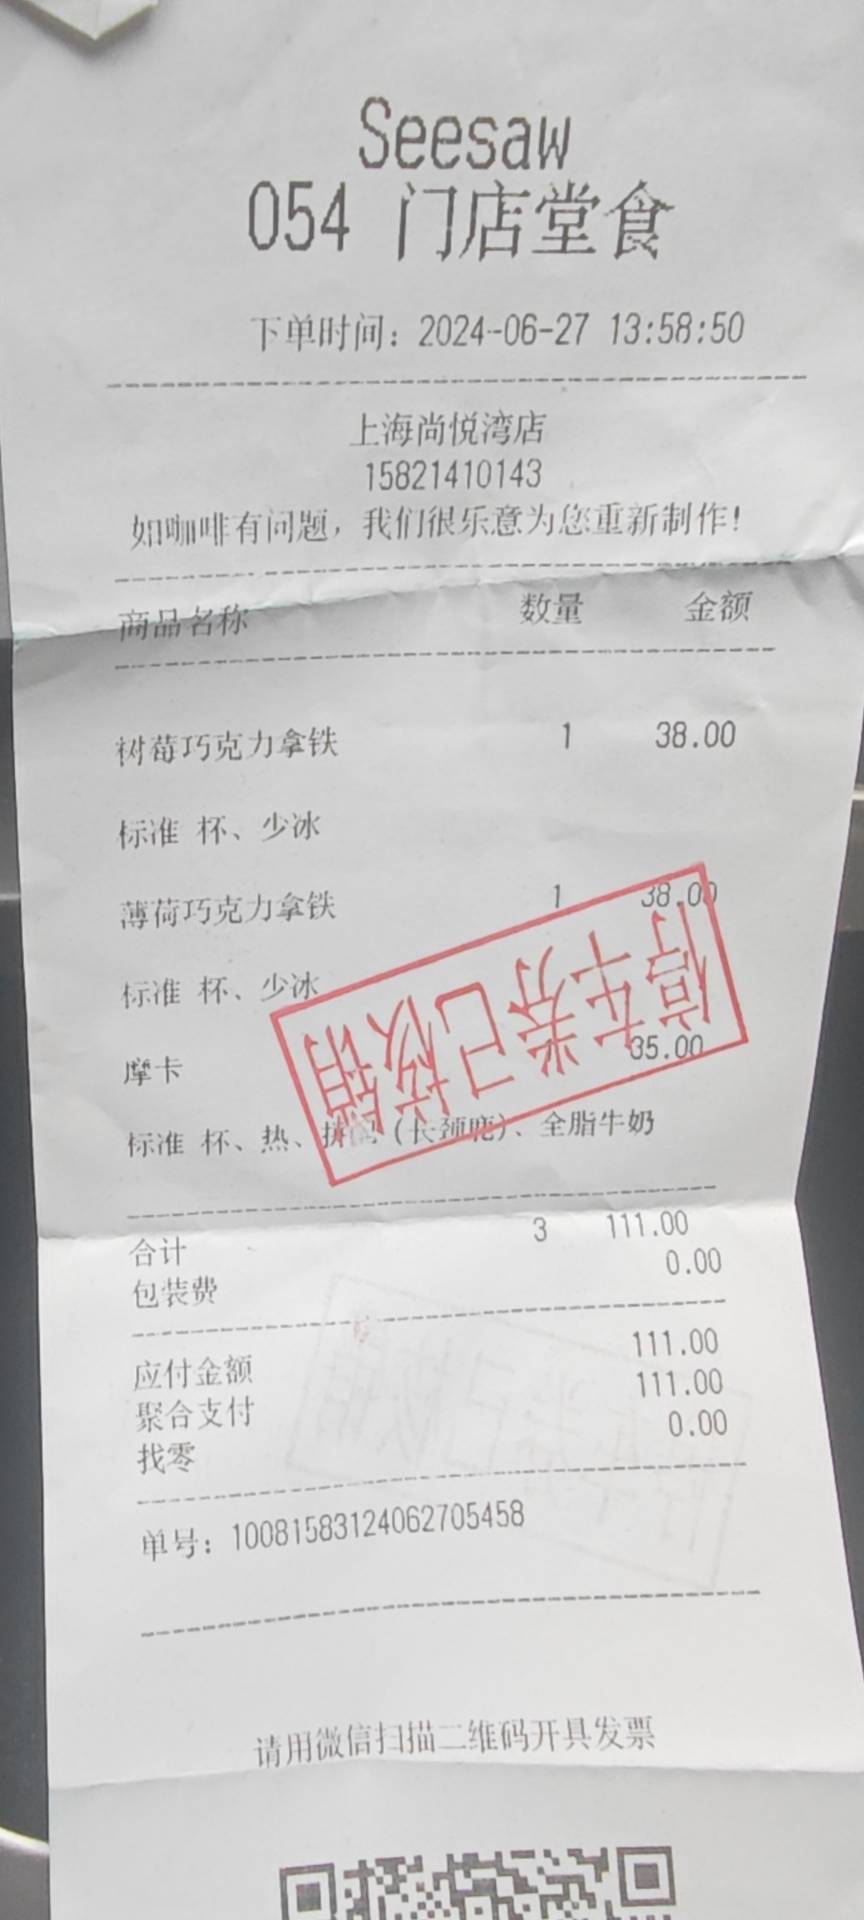 Seesaw
054 门店堂食
下单时间：2024-06-27 13:58:50
上海尚悦湾店
15821410143
如咖啡有问题，我们很乐意为您重新制作！
商品名称 数量 金额
树莓巧克力拿铁 1 38.00
标准 杯、少冰
薄荷巧克力拿铁 1 38.00
标准 杯、少冰
停车券已核销
摩卡 35.00
标准 杯、热、拼配（长颈鹿）、全脂牛奶
合计 3 111.00
包装费 0.00
应付金额 111.00
聚合支付 111.00
找零 0.00
单号：10081583124062705458
请用微信扫描二维码开具发票